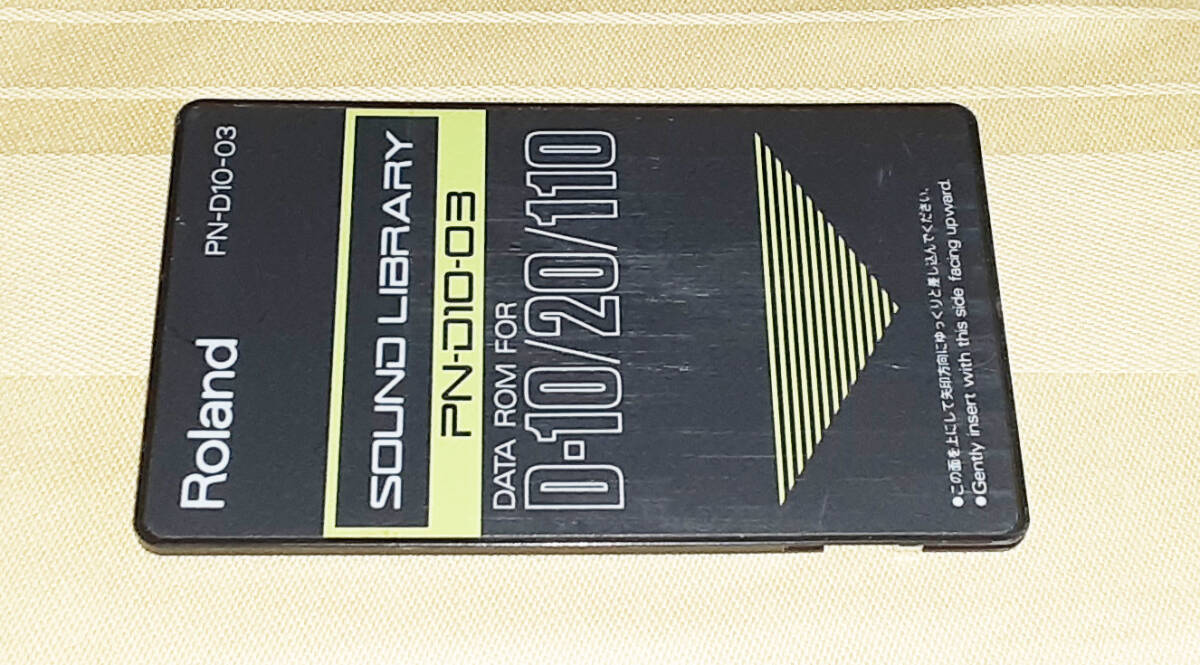 Roland PN-D10-03
SOUND LIBRARY
PN-D10-03
DATA ROM FOR
D-10/20/110
●この面を上にして矢印方向にゆっくりと差し込んでください。
●Gently insert with this side facing upward.